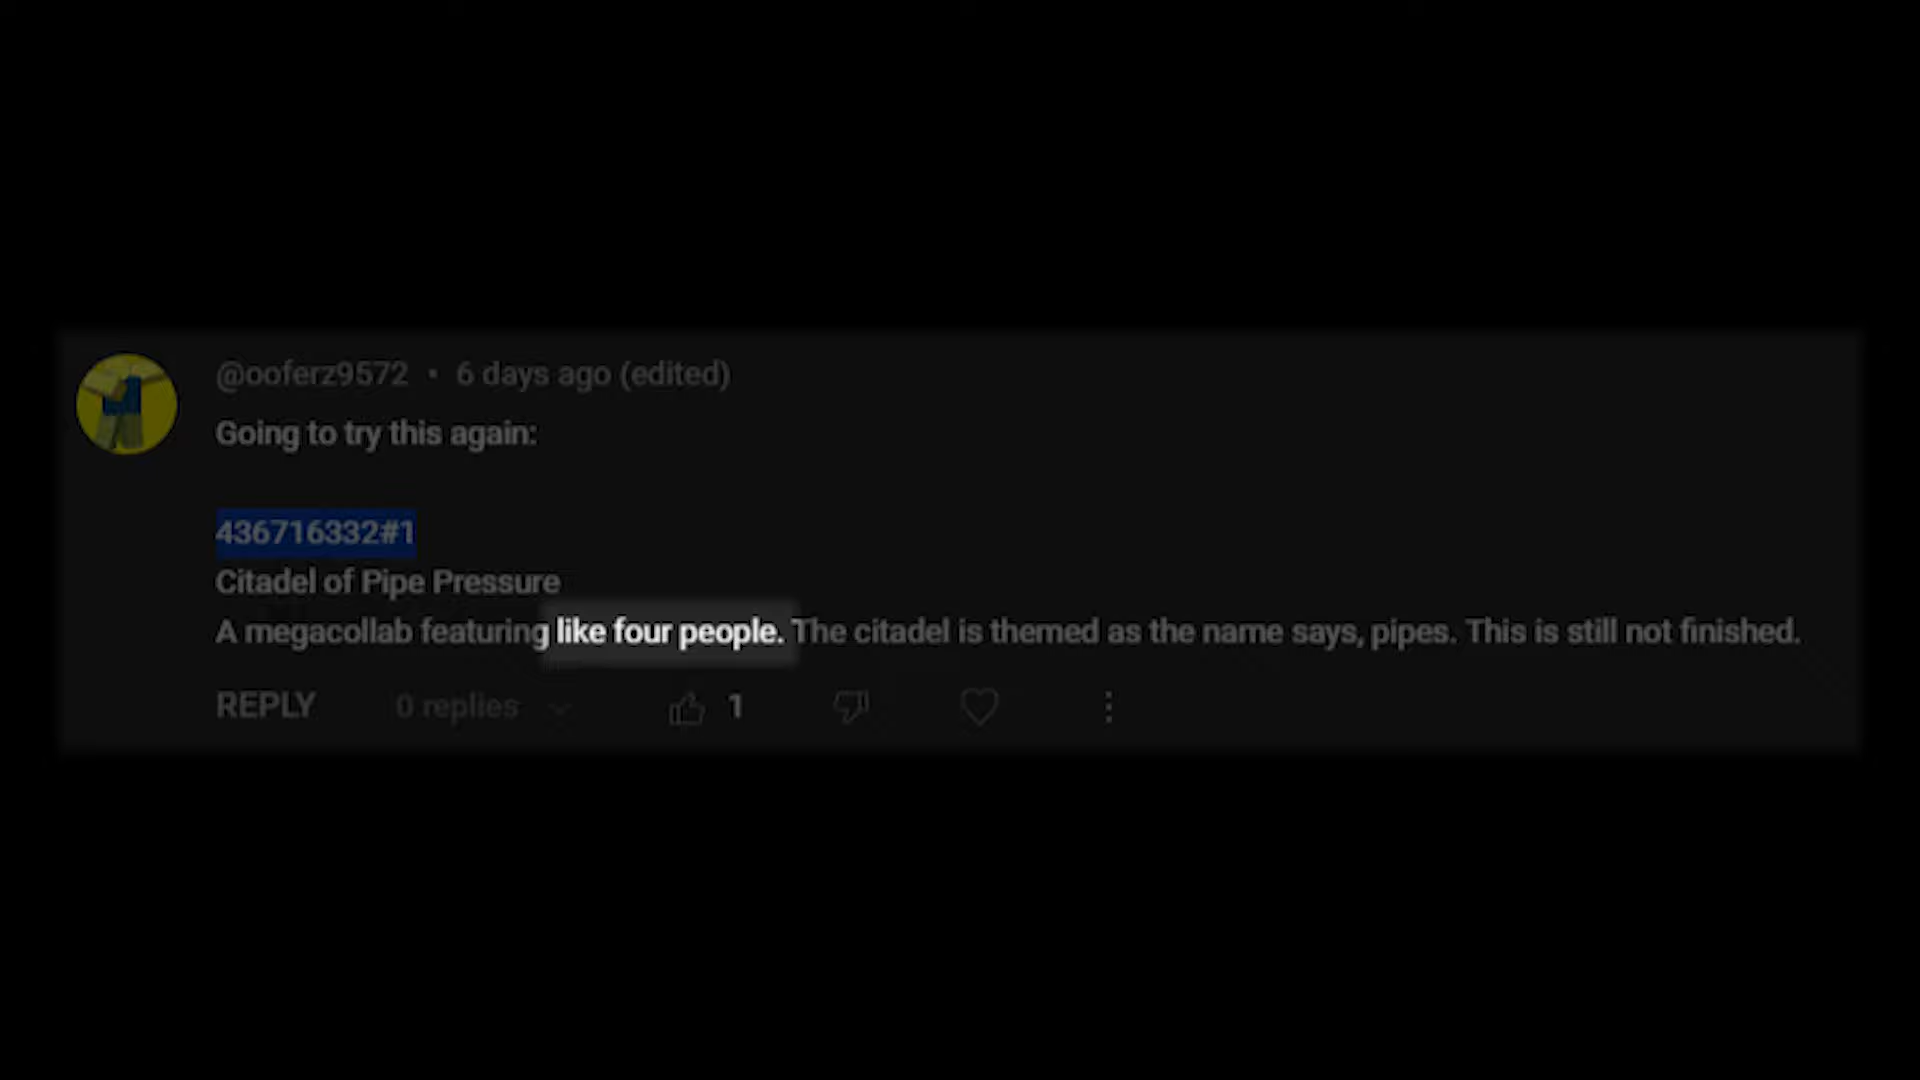 @ooferz9572 • 6 days ago (edited)
Going to try this again:
436716332#1
Citadel of Pipe Pressure
A megacollab featuring like four people. The citadel is themed as the name says, pipes. This is still not finished.
REPLY 0 replies 1